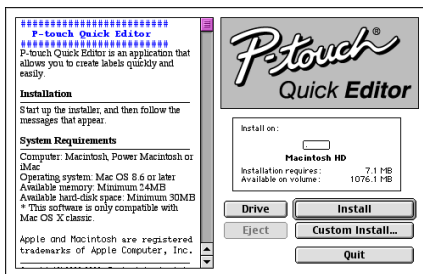 ##########################
P-touch Quick Editor
##########################
P-touch Quick Editor is an application that
allows you to create labels quickly and
easily.
Installation
Start up the installer, and then follow the
messages that appear.
System Requirements
Computer: Macintosh, Power Macintosh or
iMac
Operating system: Mac OS 8.6 or later
Available memory: Minimum 24MB
Available hard-disk space: Minimum 30MB
* This software is only compatible with
Mac OS X classic.
Apple and Macintosh are registered
trademarks of Apple Computer, Inc.
P-touch®
Quick Editor
Install on:
Macintosh HD
Installation requires: 7.1 MB
Available on volume: 1076.1 MB
Drive
Install
Eject
Custom Install...
Quit